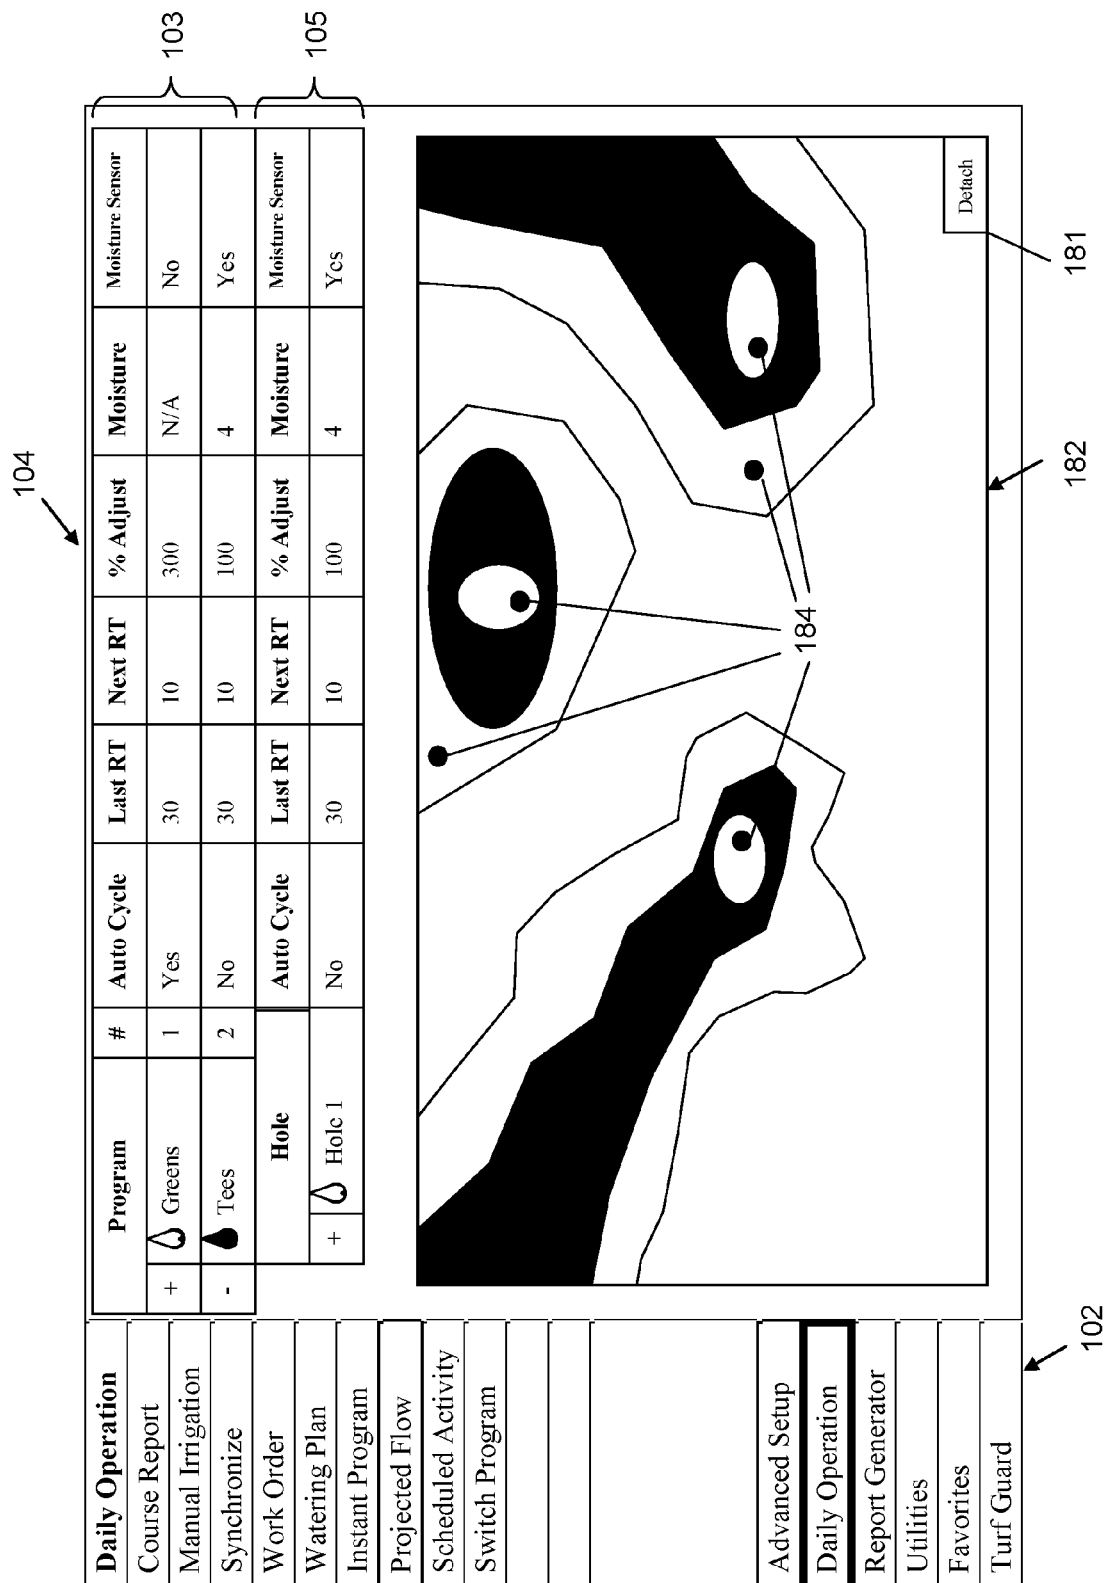 104
103
105
Daily Operation
Course Report
Manual Irrigation
Synchronize
Work Order
Watering Plan
Instant Program
Projected Flow
Scheduled Activity
Switch Program
Advanced Setup
Daily Operation
Report Generator
Utilities
Favorites
Turf Guard
102
Program # Auto Cycle Last RT Next RT % Adjust Moisture Moisture Sensor
+ Greens 1 Yes 30 10 300 N/A No
- Tees 2 No 30 10 100 4 Yes
Hole Auto Cycle Last RT Next RT % Adjust Moisture Moisture Sensor
+ Hole 1 No 30 10 100 4 Yes
184
Detach
182
181